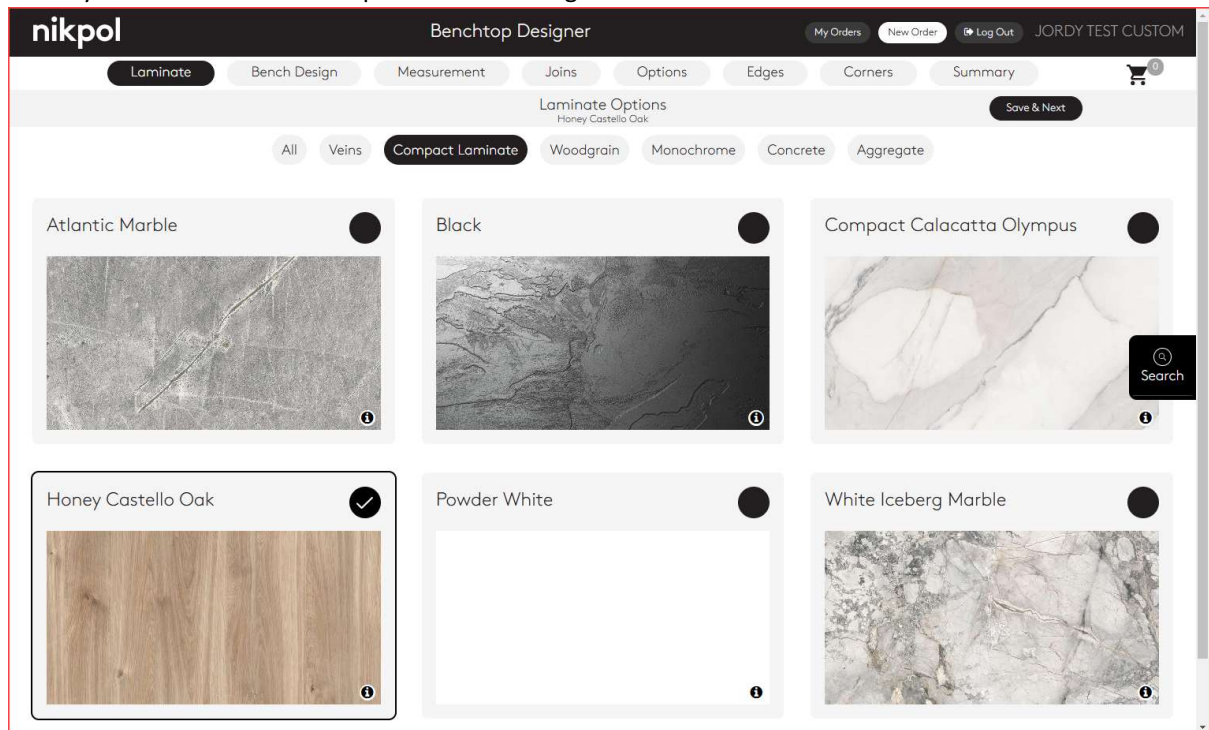 nikpol Benchtop Designer My Orders New Order Log Out JORDY TEST CUSTOM
Laminate Bench Design Measurement Joins Options Edges Corners Summary 0
Laminate Options Save & Next
Honey Castello Oak
All Veins Compact Laminate Woodgrain Monochrome Concrete Aggregate
Atlantic Marble Black Compact Calacatta Olympus
Search
Honey Castello Oak Powder White White Iceberg Marble